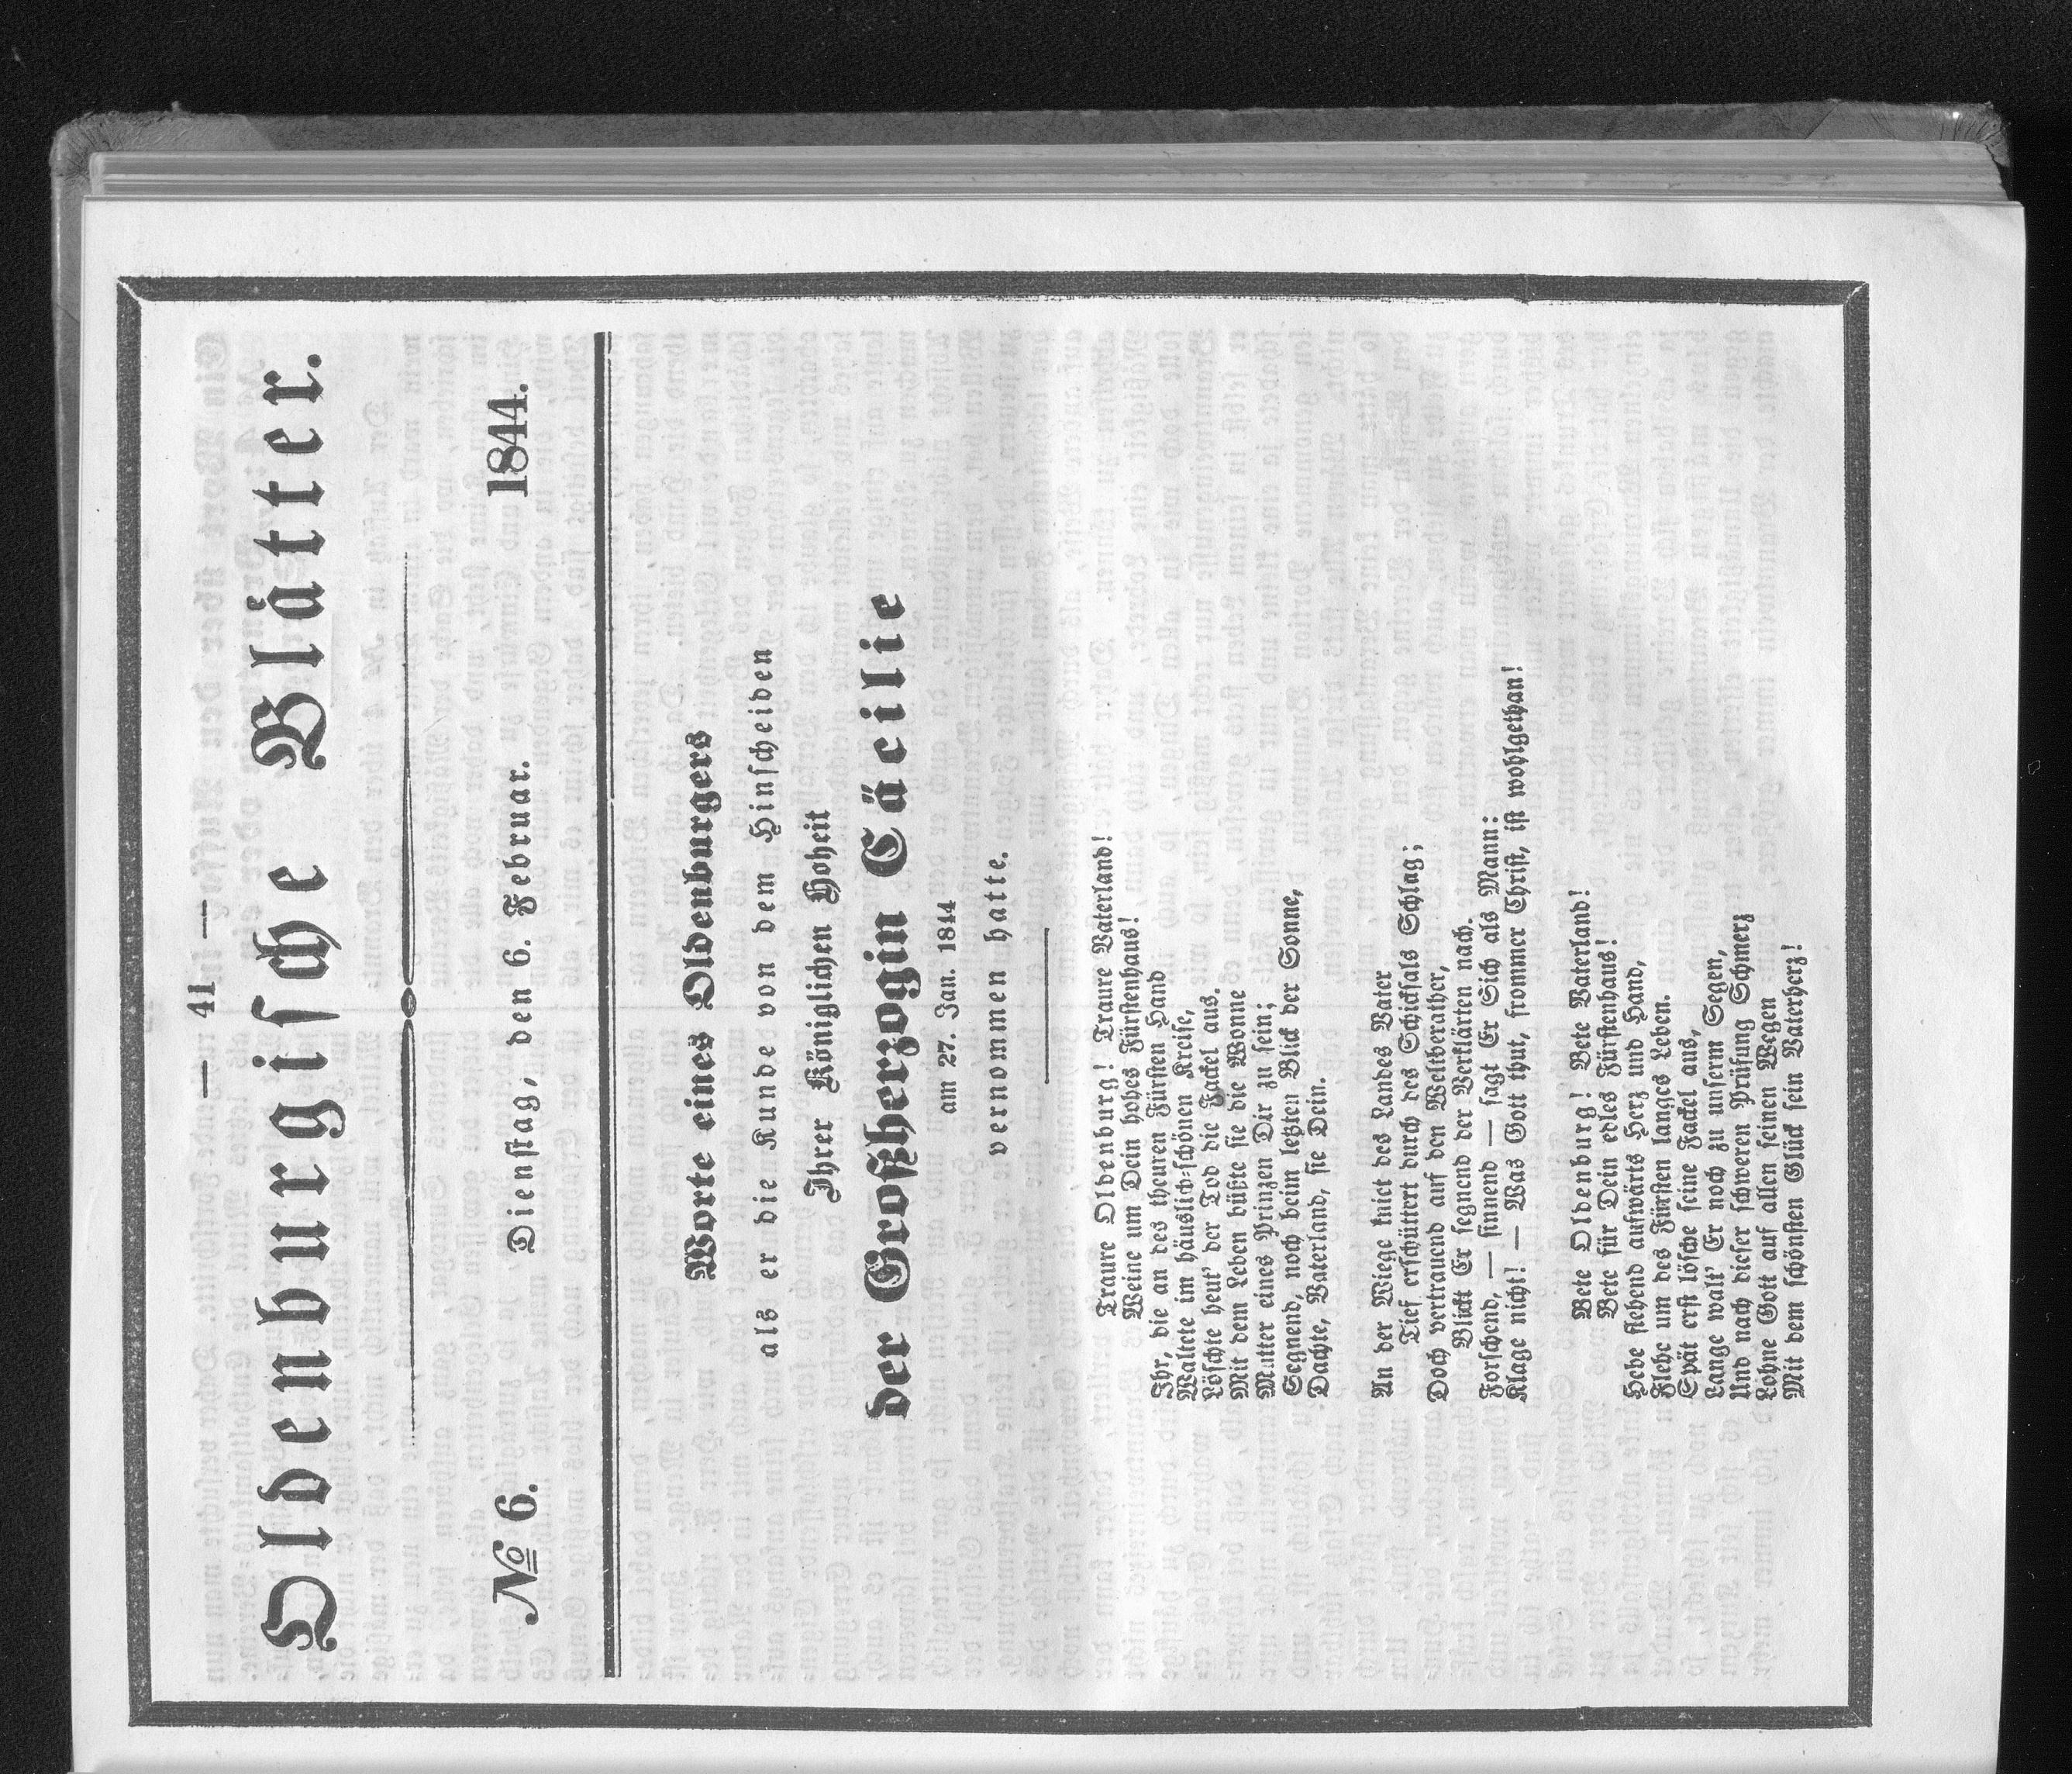 — 41 —
Oldenburgische Blätter.
№ 6. Dienstag, den 6. Februar. 1844.
Worte eines Oldenburgers
als er die Kunde von dem Hinscheiden
Ihrer Königlichen Hoheit
der Großherzogin Cäcilie
am 27. Jan. 1844
vernommen hatte.
Traure Oldenburg! Traure Vaterland!
Weine um Dein hohes Fürstenhaus!
Ihr, die an des theuren Fürsten Hand
Waltete im häuslich-schönen Kreise,
Löschte heut' der Tod die Fackel aus.
Mit dem Leben büßte sie die Wonne
Mutter eines Prinzen Dir zu sein;
Segnend, noch beim letzten Blick der Sonne,
Dachte, Vaterland, sie Dein.
An der Wiege kniet des Landes Vater
Tief erschüttert durch des Schicksals Schlag;
Doch vertrauend auf den Weltberather,
Blickt Er segnend der Verklärten nach.
Forschend, — sinnend — sagt Er Sich als Mann:
Klage nicht! — Was Gott thut, frommer Christ, ist wohlgethan!
Bete Oldenburg! Bete Vaterland!
Bete für Dein edles Fürstenhaus!
Hebe flehend aufwärts Herz und Hand,
Flehe um des Fürsten langes Leben.
Spät erst lösche seine Fackel aus,
Lange walt' Er noch zu unserm Segen,
Und nach dieser schweren Prüfung Schmerz
Lohne Gott auf allen seinen Wegen
Mit dem schönsten Glück sein Vaterherz!